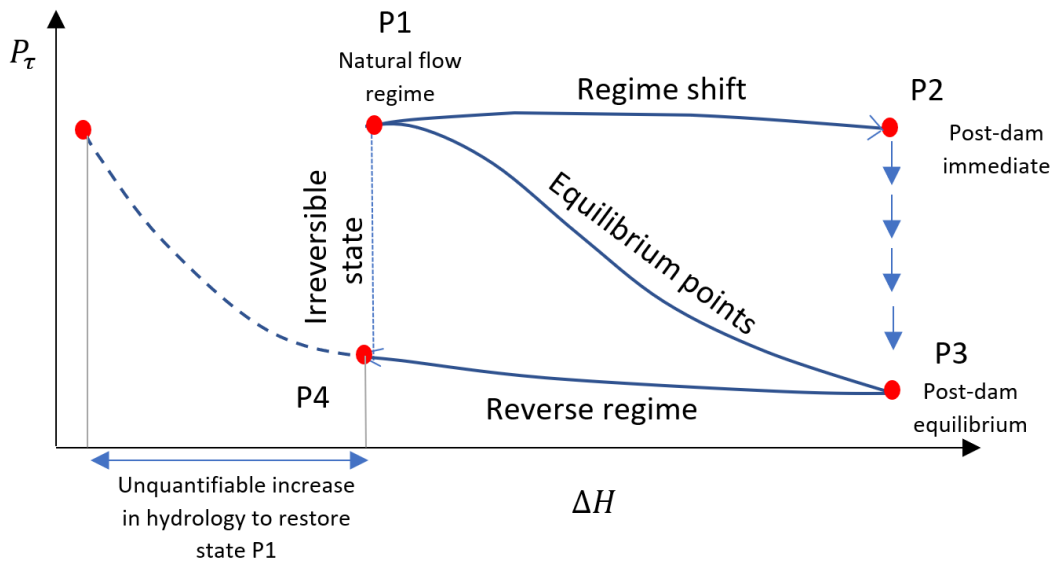 P1
P𝜏
Natural flow
regime
Regime shift
P2
Post-dam
immediate
Irreversible
state
Equilibrium points
P3
Post-dam
equilibrium
P4
Reverse regime
Unquantifiable increase
in hydrology to restore
state P1
ΔH